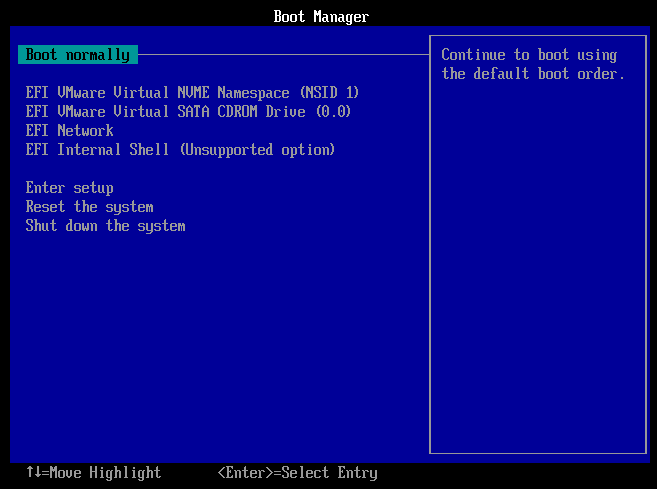 Boot Manager
Boot normally
Continue to boot using
the default boot order.
EFI VMware Virtual NVME Namespace (NSID 1)
EFI VMware Virtual SATA CDROM Drive (0.0)
EFI Network
EFI Internal Shell (Unsupported option)
Enter setup
Reset the system
Shut down the system
↑↓=Move Highlight <Enter>=Select Entry